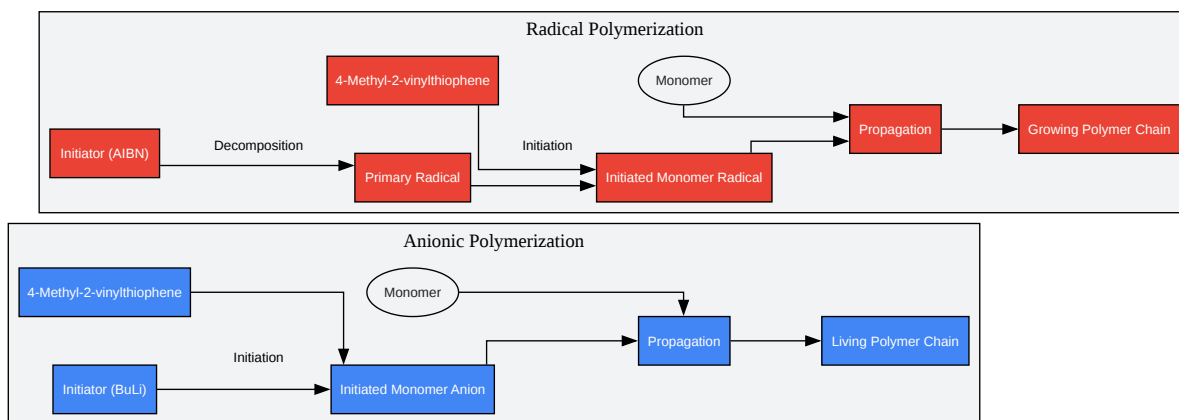 Radical Polymerization
4-Methyl-2-vinylthiophene
Monomer
Initiator (AIBN)
Decomposition
Initiation
Propagation
Growing Polymer Chain
Primary Radical
Initiated Monomer Radical
Anionic Polymerization
4-Methyl-2-vinylthiophene
Monomer
Initiation
Propagation
Living Polymer Chain
Initiator (BuLi)
Initiated Monomer Anion